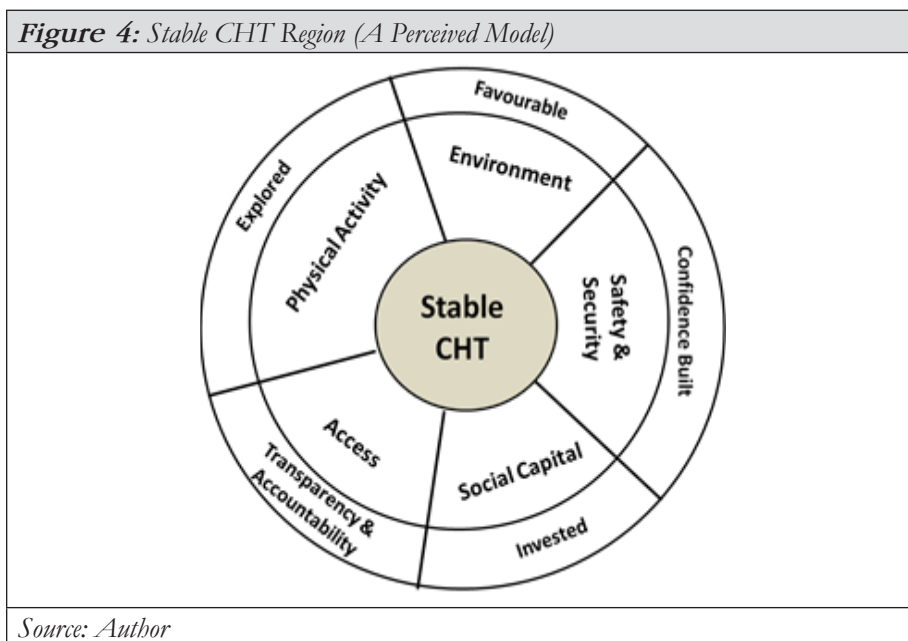 Figure 4: Stable CHT Region (A Perceived Model)
Favourable
Environment
Explored
Physical Activity
Safety &
Security
Confidence Built
Stable
CHT
Access
Transparency &
Accountability
Social Capital
Invested
Source: Author